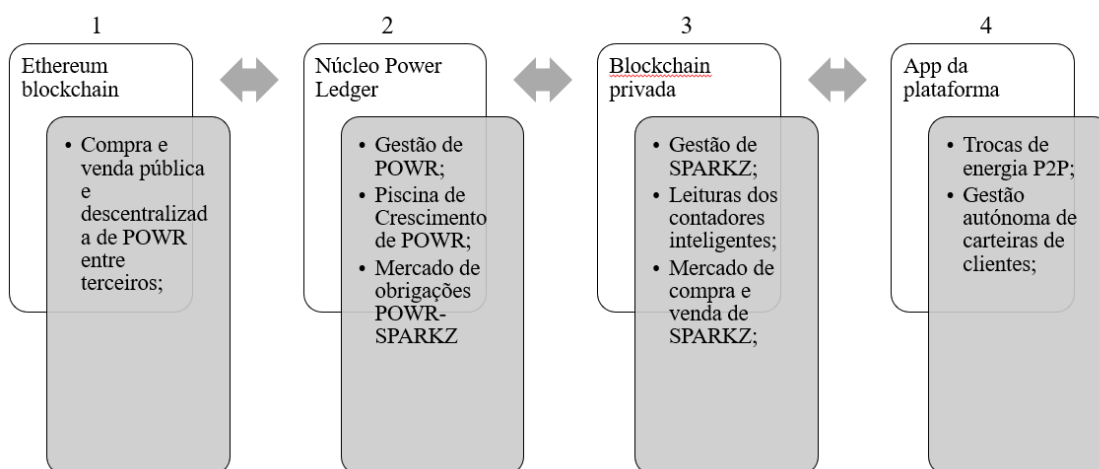 1
Ethereum
blockchain
• Compra e
venda pública
e
descentralizad
a de POWR
entre
terceiros;
2
Núcleo Power
Ledger
• Gestão de
POWR;
• Piscina de
Crescimento
de POWR;
• Mercado de
obrigações
POWR-
SPARKZ
3
Blockchain
privada
• Gestão de
SPARKZ;
• Leituras dos
contadores
inteligentes;
• Mercado de
compra e
venda de
SPARKZ;
4
App da
plataforma
• Trocas de
energia P2P;
• Gestão
autónoma de
carteiras de
clientes;